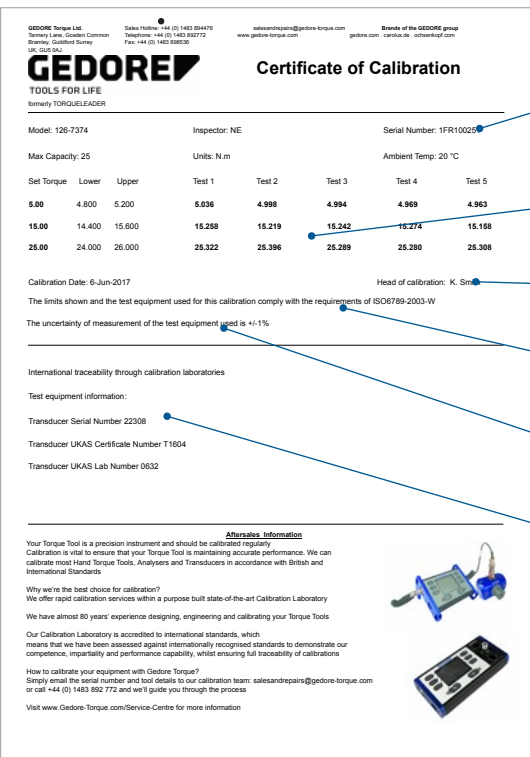 GEDORE Torque Ltd. Sales Hotline: +44 (0) 1483 894476 salesandrepairs@gedore-torque.com Brands of the GEDORE group
Tannery Lane, Gosden Common Telephone: +44 (0) 1483 892772 www.gedore-torque.com gedore.com . carolus.de . ochsenkopf.com
Bramley, Guildford Surrey Fax: +44 (0) 1483 898536
UK, GU5 0AJ
GEDORE
TOOLS FOR LIFE
formerly TORQUELEADER
Certificate of Calibration
Model: 126-7374 Inspector: NE Serial Number: 1FR10025
Max Capacity: 25 Units: N.m Ambient Temp: 20 °C
Set Torque Lower Upper Test 1 Test 2 Test 3 Test 4 Test 5
5.00 4.800 5.200 5.036 4.998 4.994 4.969 4.963
15.00 14.400 15.600 15.258 15.219 15.242 15.274 15.158
25.00 24.000 26.000 25.322 25.396 25.289 25.280 25.308
Calibration Date: 6-Jun-2017 Head of calibration: K.
The limits shown and the test equipment used for this calibration comply with the requirements of ISO6789-2003-W
The uncertainty of measurement of the test equipment used is +/-1%
International traceability through calibration laboratories
Test equipment information:
Transducer Serial Number 22308
Transducer UKAS Certificate Number T1604
Transducer UKAS Lab Number 0632
Aftersales Information
Your Torque Tool is a precision instrument and should be calibrated regularly
Calibration is vital to ensure that your Torque Tool is maintaining accurate performance. We can
calibrate most Hand Torque Tools, Analysers and Transducers in accordance with British and
International Standards
Why we're the best choice for calibration?
We offer rapid calibration services within a purpose built state-of-the-art Calibration Laboratory
We have almost 80 years' experience designing, engineering and calibrating your Torque Tools
Our Calibration Laboratory is accredited to international standards, which
means that we have been assessed against internationally recognised standards to demonstrate our
competence, impartiality and performance capability, whilst ensuring full traceability of calibrations
How to calibrate your equipment with Gedore Torque?
Simply email the serial number and tool details to our calibration team: salesandrepairs@gedore-torque.com
or call +44 (0) 1483 892 772 and we'll guide you through the process
Visit www.Gedore-Torque.com/Service-Centre for more information